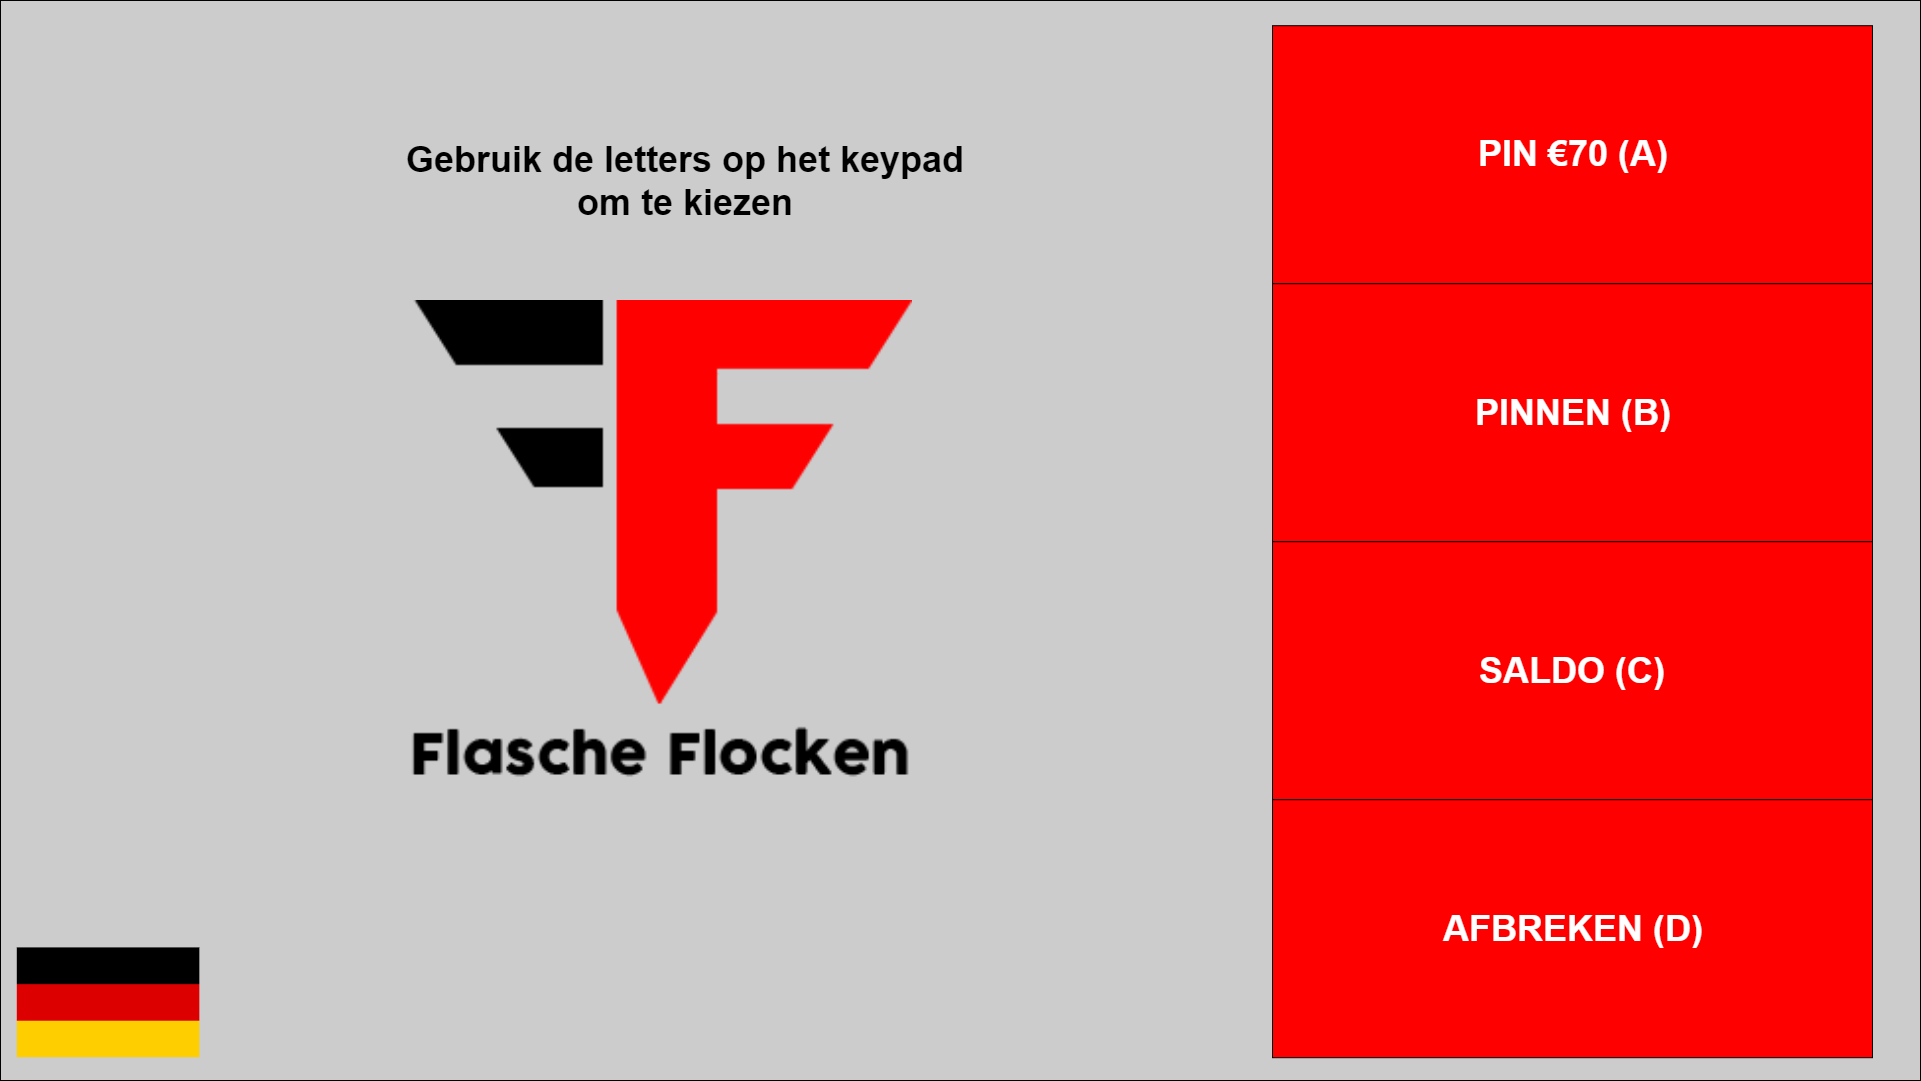 Gebruik de letters op het keypad
om te kiezen
Flasche Flocken
PIN €70 (A)
PINNEN (B)
SALDO (C)
AFBREKEN (D)